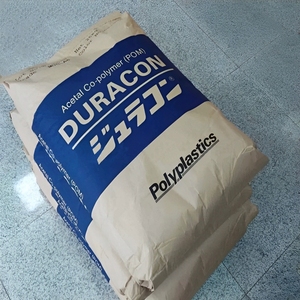 Acetal Co-polymer (POM)
DURACON
ジュラコン®
Polyplastics